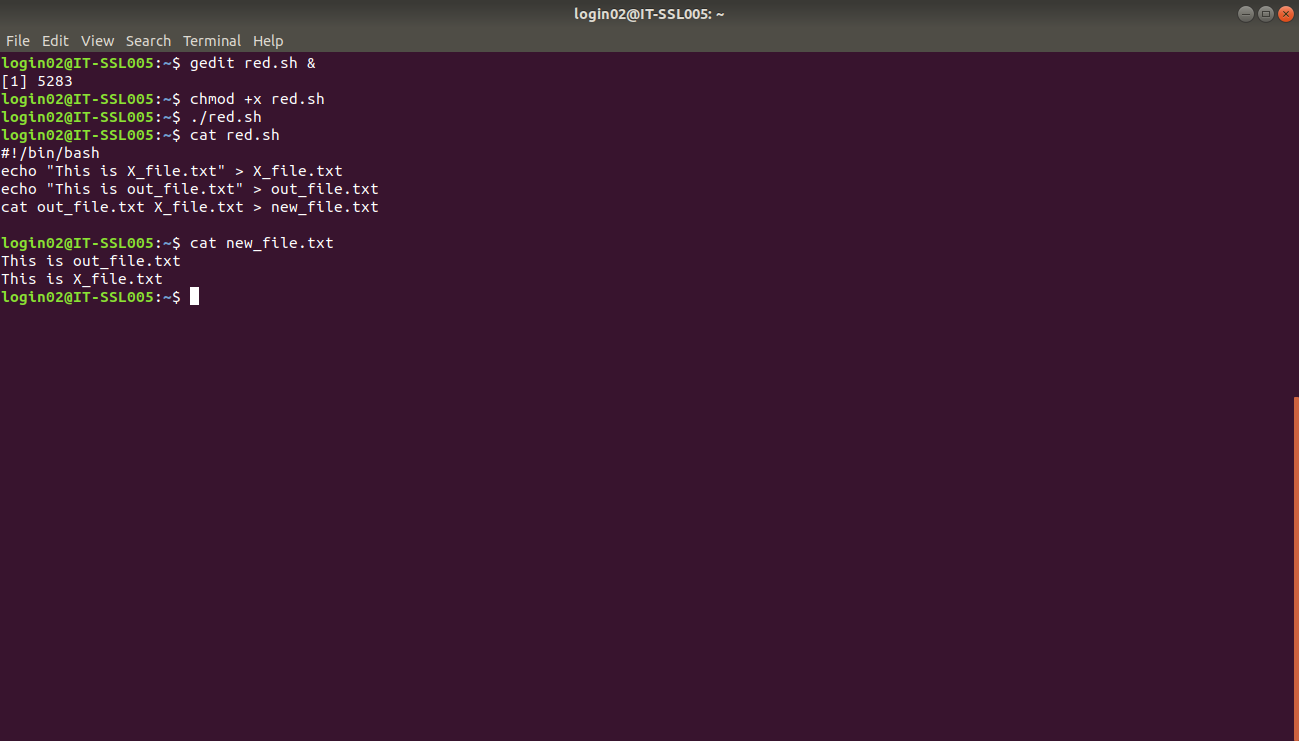 login02@IT-SSL005: ~
File Edit View Search Terminal Help
login02@IT-SSL005:~$ gedit red.sh &
[1] 5283
login02@IT-SSL005:~$ chmod +x red.sh
login02@IT-SSL005:~$ ./red.sh
login02@IT-SSL005:~$ cat red.sh
#!/bin/bash
echo "This is X_file.txt" > X_file.txt
echo "This is out_file.txt" > out_file.txt
cat out_file.txt X_file.txt > new_file.txt

login02@IT-SSL005:~$ cat new_file.txt
This is out_file.txt
This is X_file.txt
login02@IT-SSL005:~$